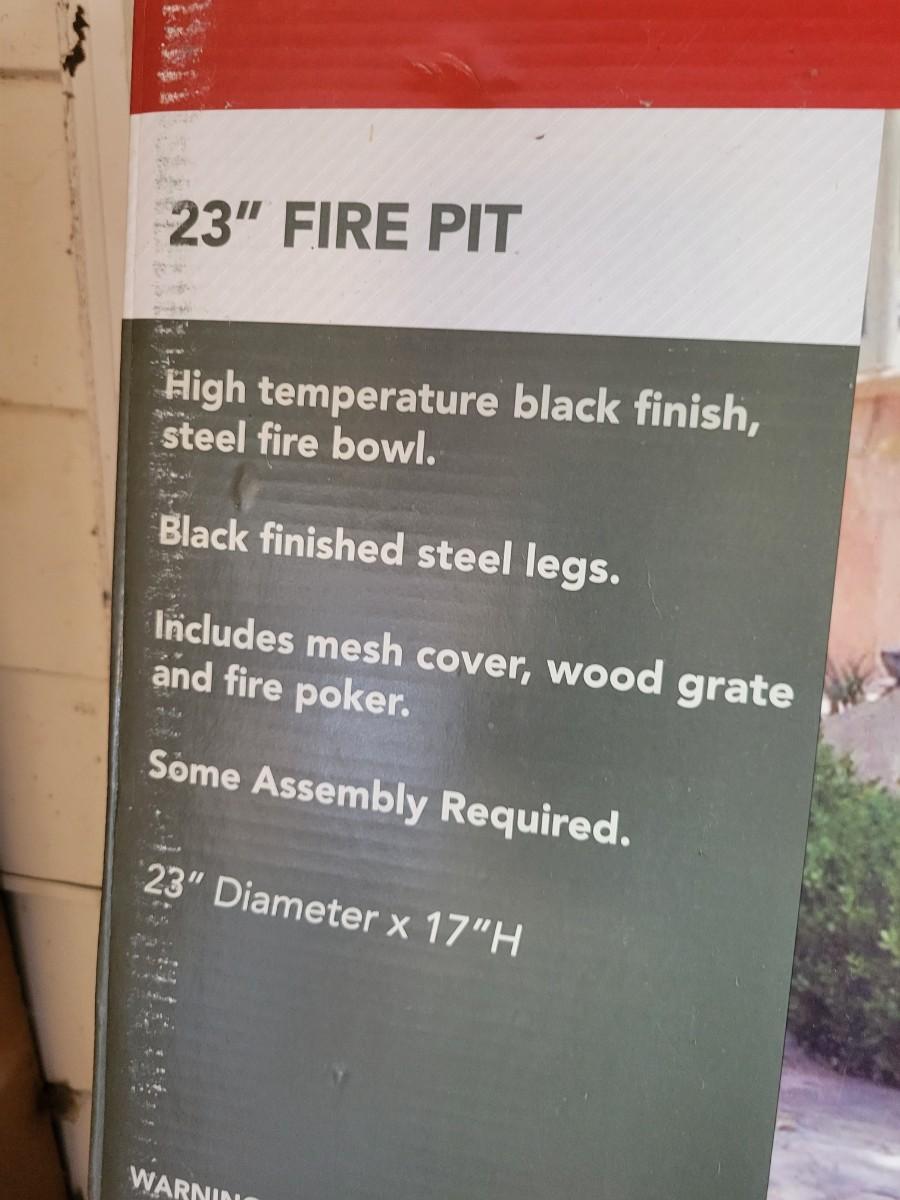 23" FIRE PIT
High temperature black finish,
steel fire bowl.
Black finished steel legs.
Includes mesh cover, wood grate
and fire poker.
Some Assembly Required.
23" Diameter x 17"H